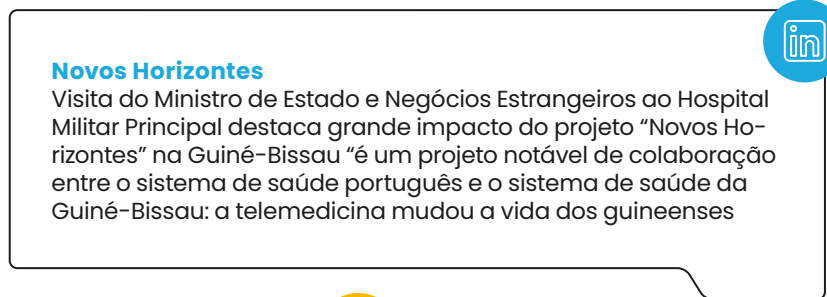 in
Novos Horizontes
Visita do Ministro de Estado e Negócios Estrangeiros ao Hospital
Militar Principal destaca grande impacto do projeto “Novos Ho-
rizontes” na Guiné-Bissau “é um projeto notável de colaboração
entre o sistema de saúde português e o sistema de saúde da
Guiné-Bissau: a telemedicina mudou a vida dos guineenses